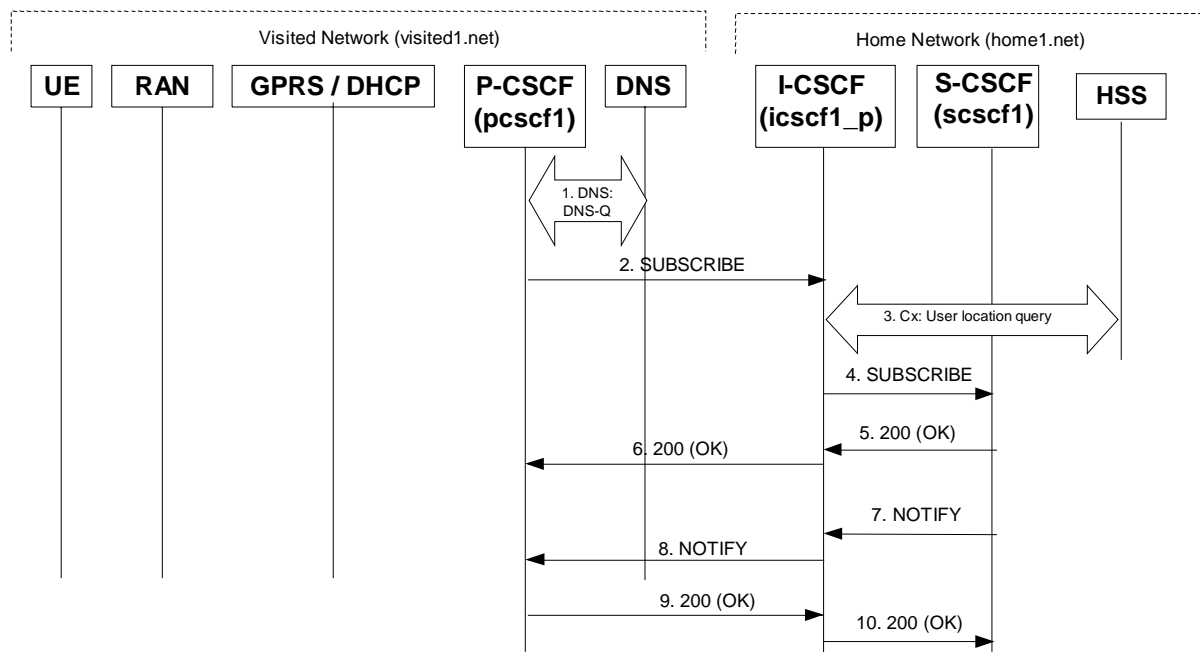 Visited Network (visited1.net)
Home Network (home1.net)
UE
RAN
GPRS / DHCP
P-CSCF
(pcscf1)
DNS
I-CSCF
(icscf1_p)
S-CSCF
(scscf1)
HSS
1. DNS:
DNS-Q
2. SUBSCRIBE
3. Cx: User location query
4. SUBSCRIBE
5. 200 (OK)
6. 200 (OK)
7. NOTIFY
8. NOTIFY
9. 200 (OK)
10. 200 (OK)